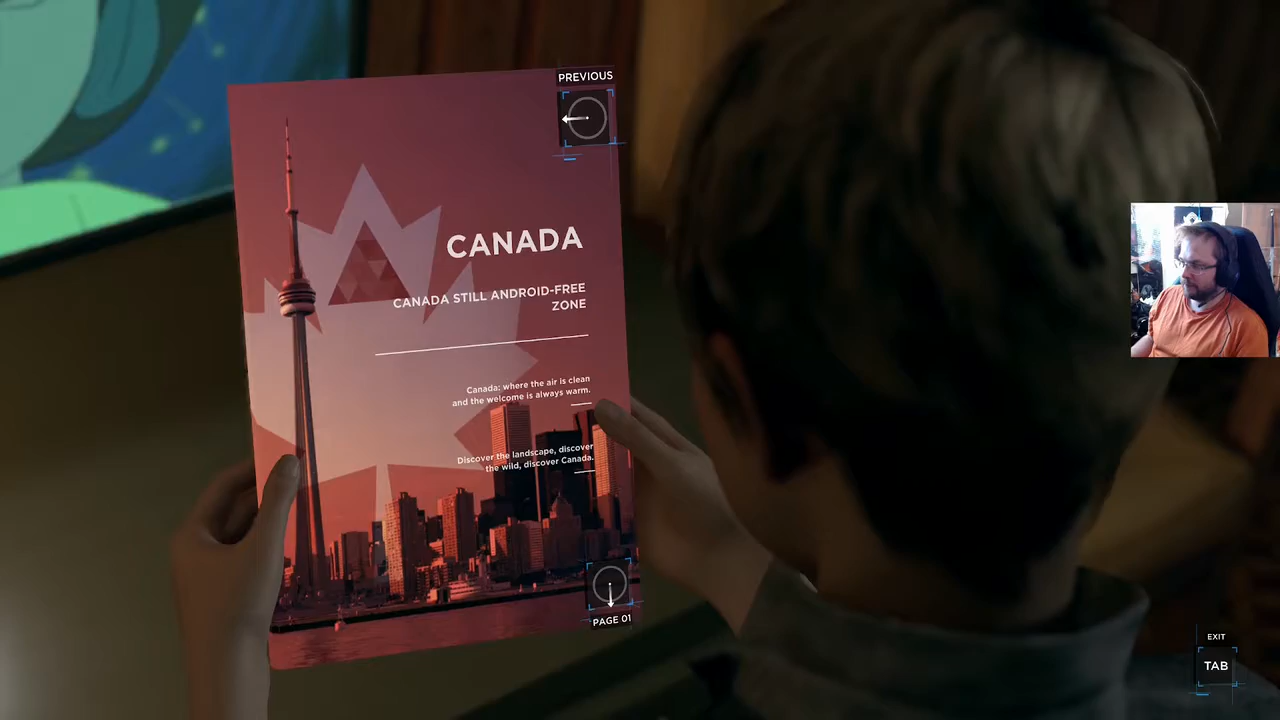 PREVIOUS
CANADA
CANADA STILL ANDROID-FREE
ZONE
Canada: where the air is clean
and the welcome is always warm.
Discover the landscape, discover
the wild, discover Canada.
PAGE 01
EXIT
TAB